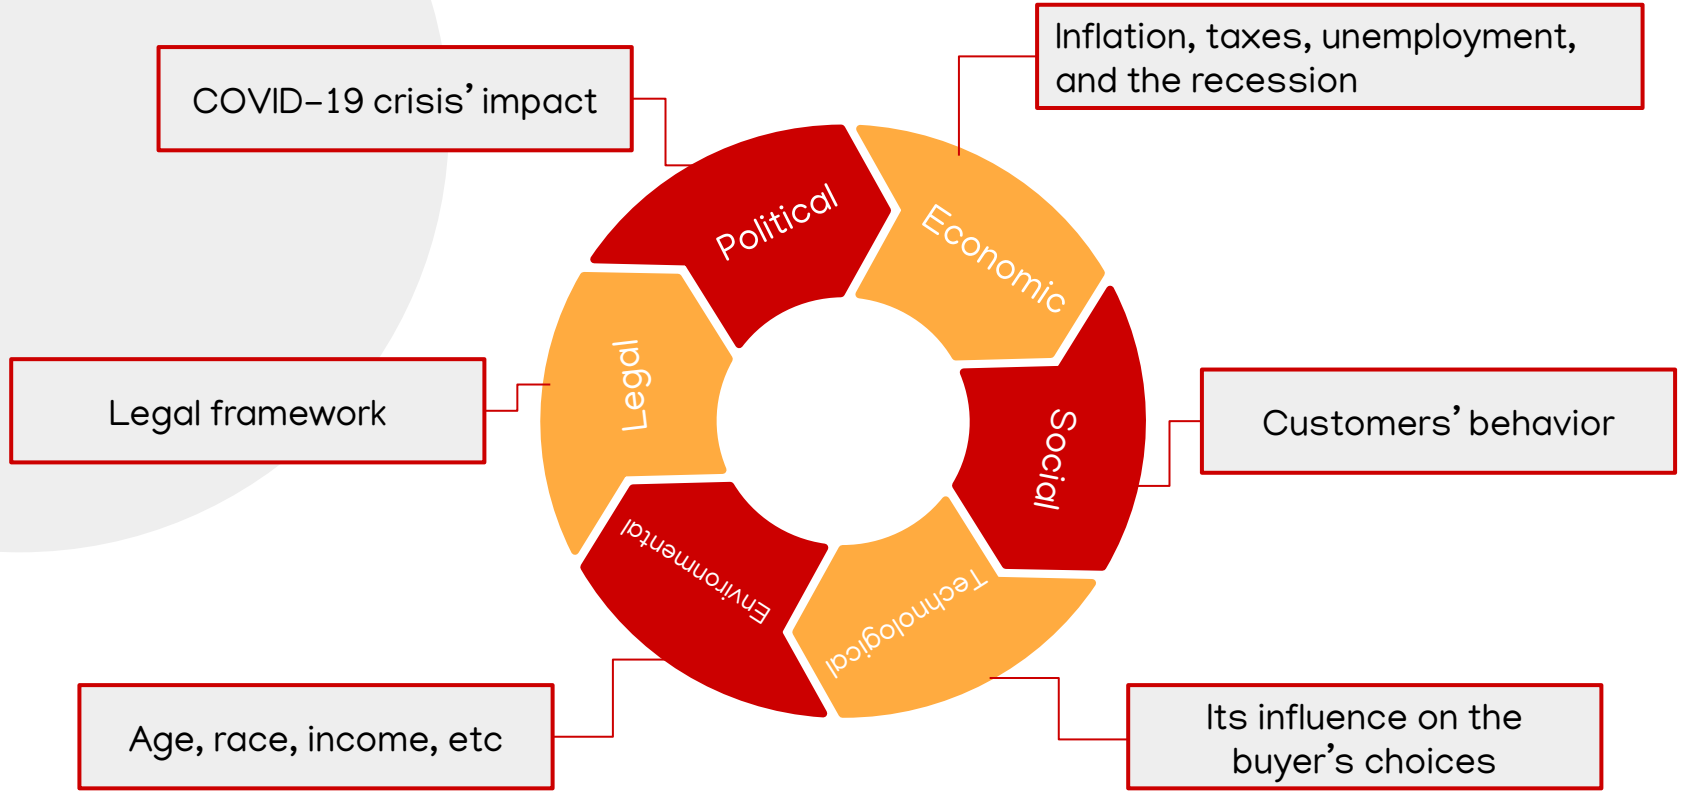 COVID-19 crisis’ impact
Inflation, taxes, unemployment,
and the recession
Political
Economic
Legal
Legal framework
Social
Customers’ behavior
Environmental
Technological
Age, race, income, etc
Its influence on the
buyer’s choices